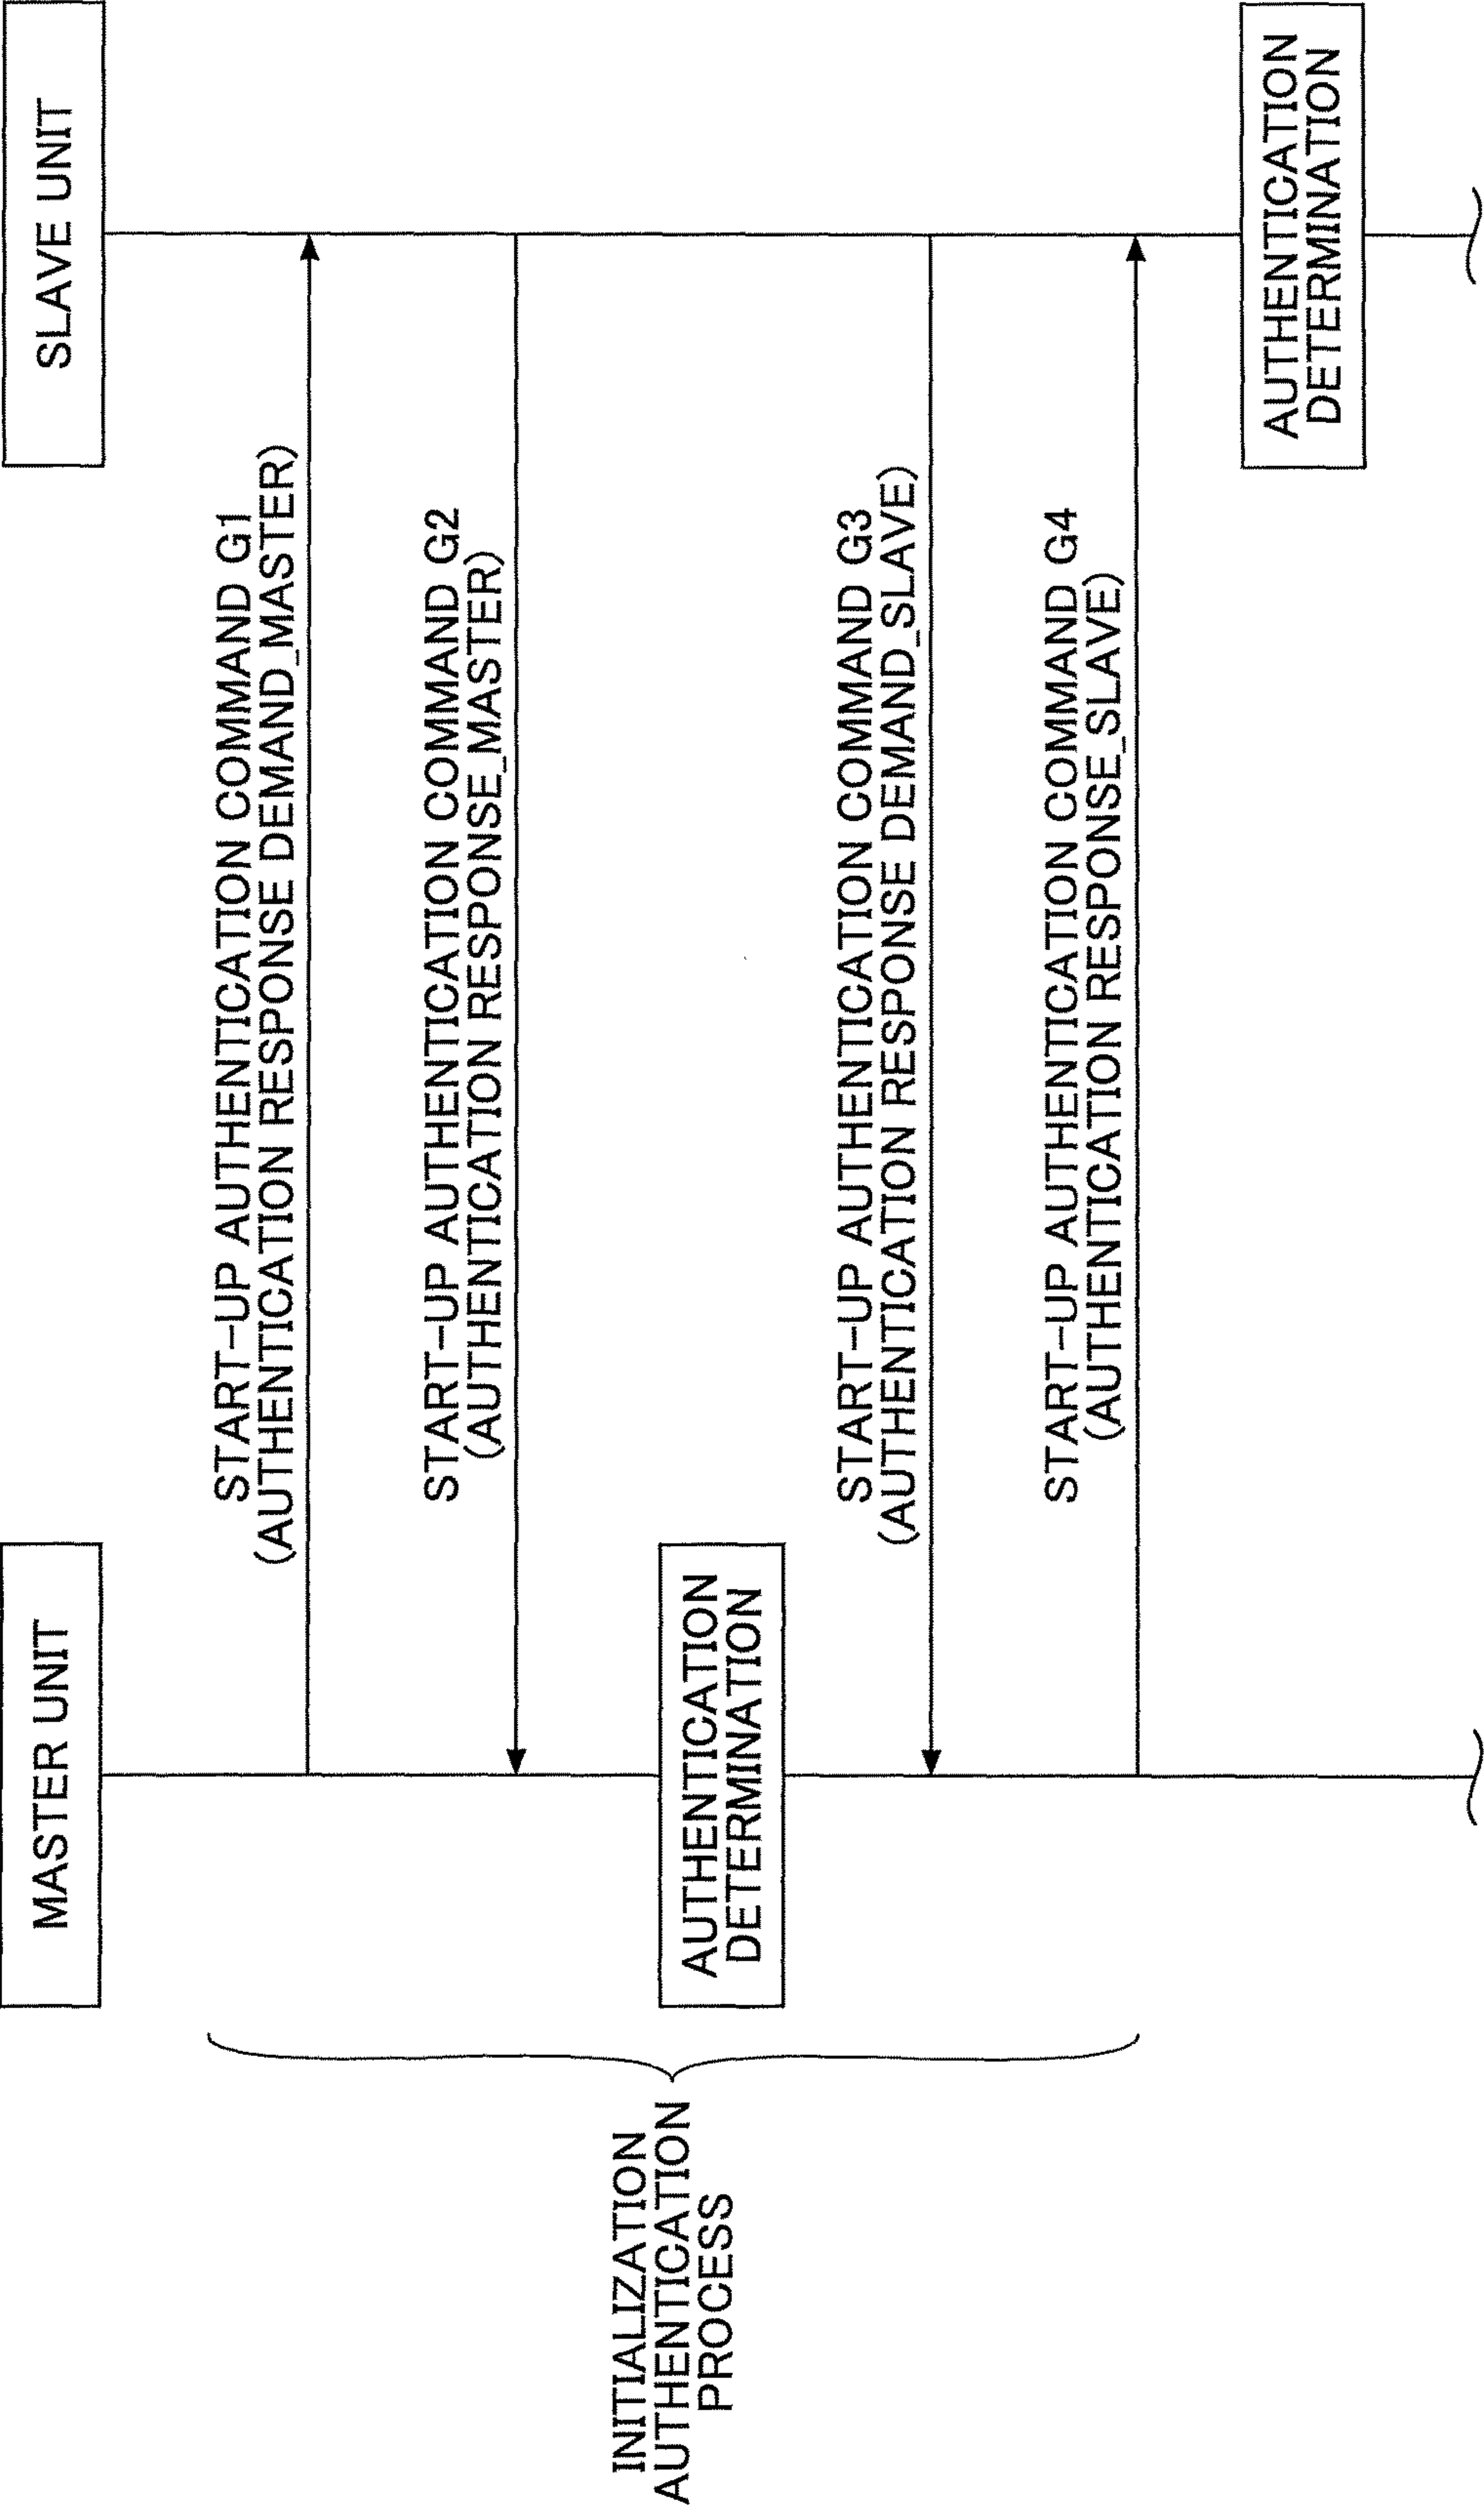 MASTER UNIT
SLAVE UNIT
START-UP AUTHENTICATION COMMAND G1
(AUTHENTICATION RESPONSE DEMAND_MASTER)
START-UP AUTHENTICATION COMMAND G2
(AUTHENTICATION RESPONSE_MASTER)
INITIALIZATION
AUTHENTICATION
PROCESS
AUTHENTICATION
DETERMINATION
START-UP AUTHENTICATION COMMAND G3
(AUTHENTICATION RESPONSE DEMAND_SLAVE)
START-UP AUTHENTICATION COMMAND G4
(AUTHENTICATION RESPONSE_SLAVE)
AUTHENTICATION
DETERMINATION